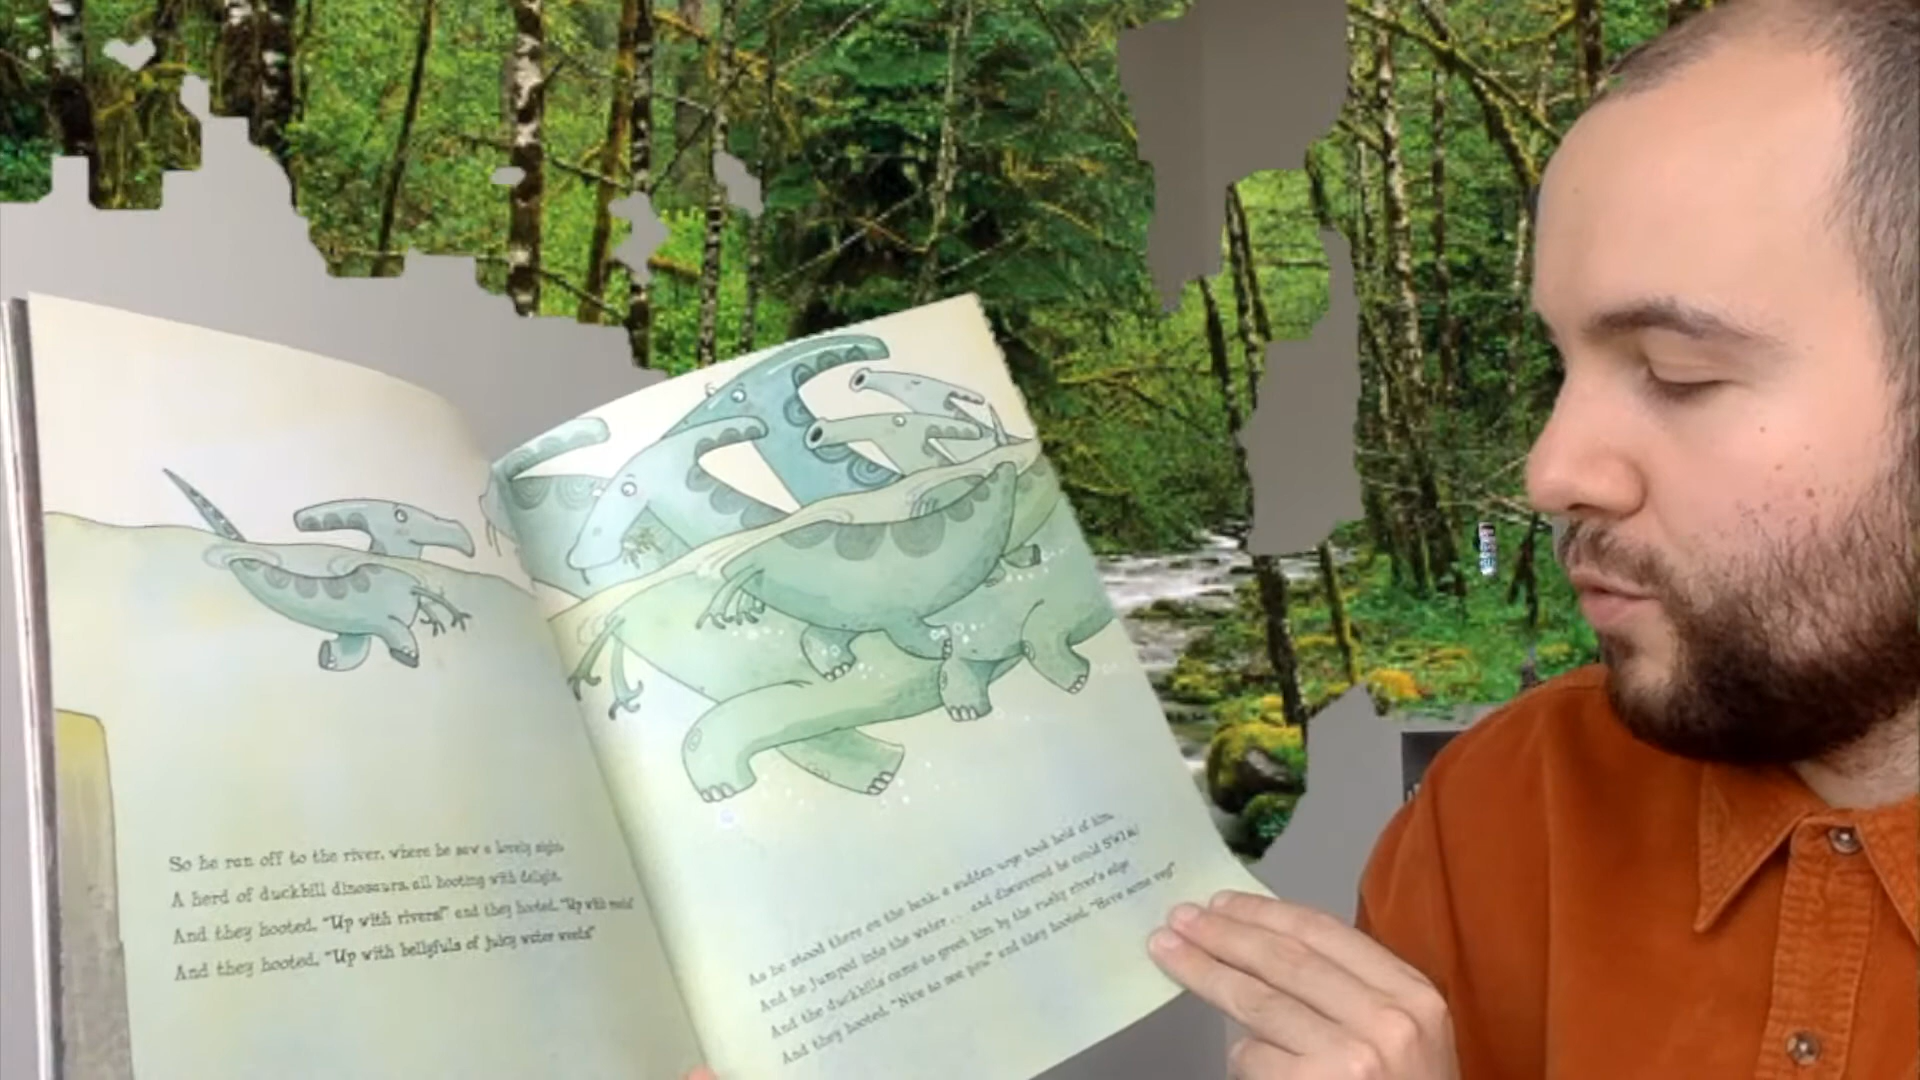 So he ran off to the river, where he saw a lovely sight,
A herd of duckbill dinosaurs, all hooting with delight.
And they hooted, "Up with rivers!" and they hooted, "Up with reeds!"
And they hooted, "Up with bellyfuls of juicy water weeds!"
As he stood there on the bank, a sudden urge took hold of him,
And he jumped into the water... and discovered he could SWIM!
And the duckbills came to greet him by the rushy river's edge
And they hooted, "Nice to see you!" and they hooted, "Have some veg!"